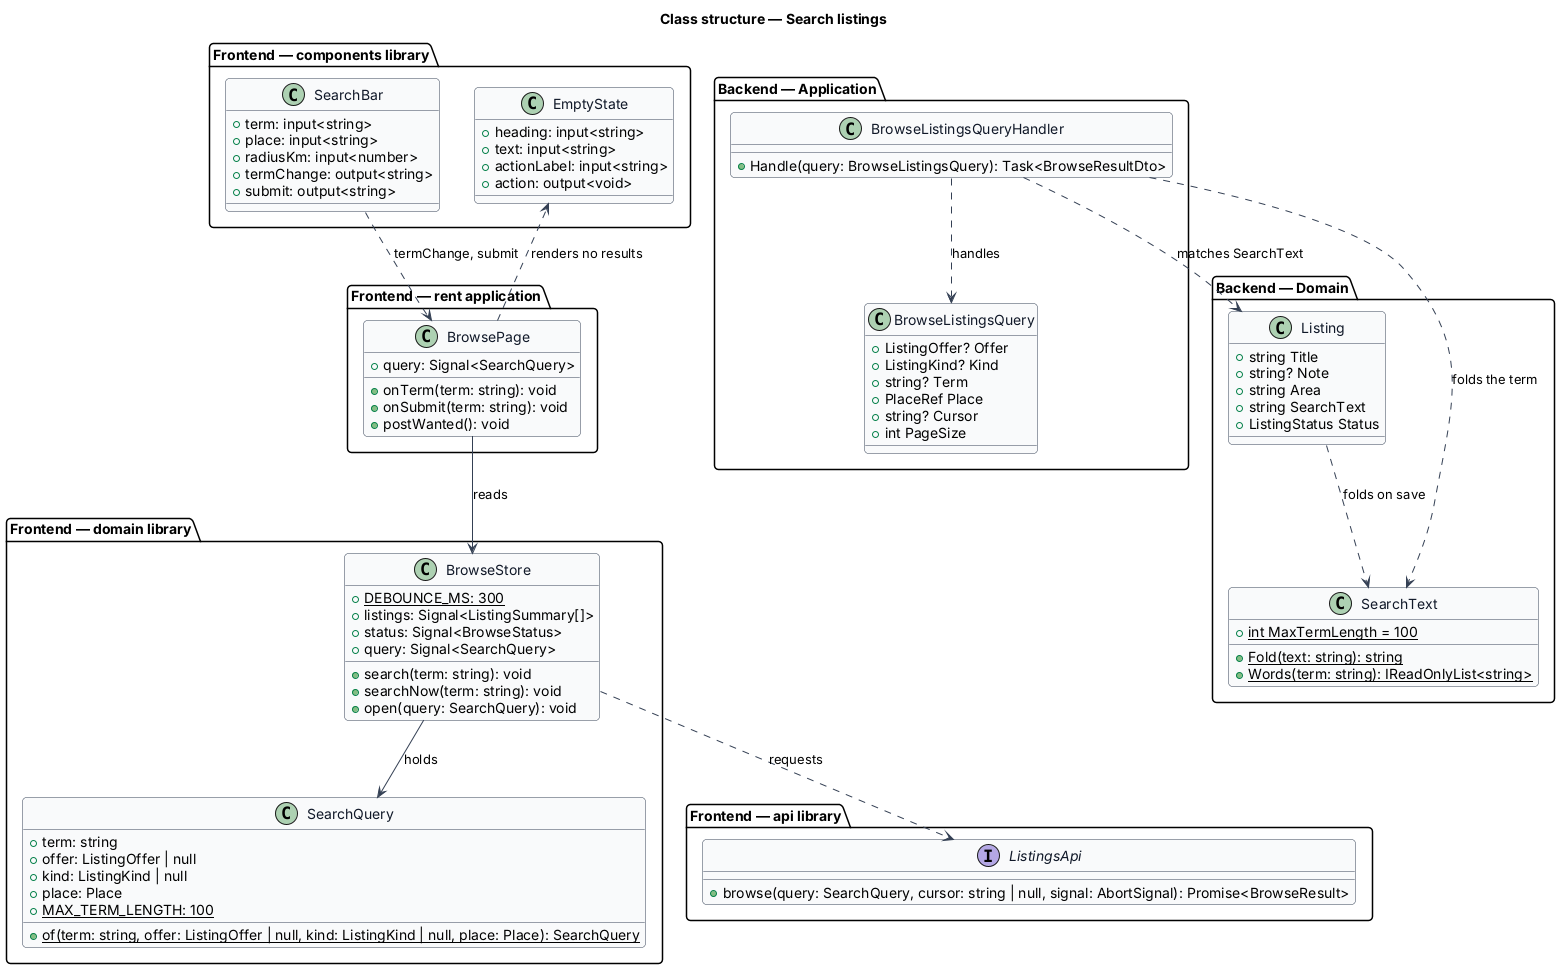 Class structure — Search listings
Frontend — components library
C SearchBar
term: input<string>
place: input<string>
radiusKm: input<number>
termChange: output<string>
submit: output<string>
C EmptyState
heading: input<string>
text: input<string>
actionLabel: input<string>
action: output<void>
Backend — Application
C BrowseListingsQueryHandler
Handle(query: BrowseListingsQuery): Task<BrowseResultDto>
termChange, submit
renders no results
handles
matches SearchText
Frontend — rent application
C BrowsePage
query: Signal<SearchQuery>
onTerm(term: string): void
onSubmit(term: string): void
postWanted(): void
C BrowseListingsQuery
ListingOffer? Offer
ListingKind? Kind
string? Term
PlaceRef Place
string? Cursor
int PageSize
Backend — Domain
C Listing
string Title
string? Note
string Area
string SearchText
ListingStatus Status
folds the term
reads
folds on save
Frontend — domain library
C BrowseStore
DEBOUNCE_MS: 300
listings: Signal<ListingSummary[]>
status: Signal<BrowseStatus>
query: Signal<SearchQuery>
search(term: string): void
searchNow(term: string): void
open(query: SearchQuery): void
C SearchText
int MaxTermLength = 100
Fold(text: string): string
Words(term: string): IReadOnlyList<string>
holds
requests
C SearchQuery
term: string
offer: ListingOffer | null
kind: ListingKind | null
place: Place
MAX_TERM_LENGTH: 100
of(term: string, offer: ListingOffer | null, kind: ListingKind | null, place: Place): SearchQuery
Frontend — api library
I ListingsApi
browse(query: SearchQuery, cursor: string | null, signal: AbortSignal): Promise<BrowseResult>